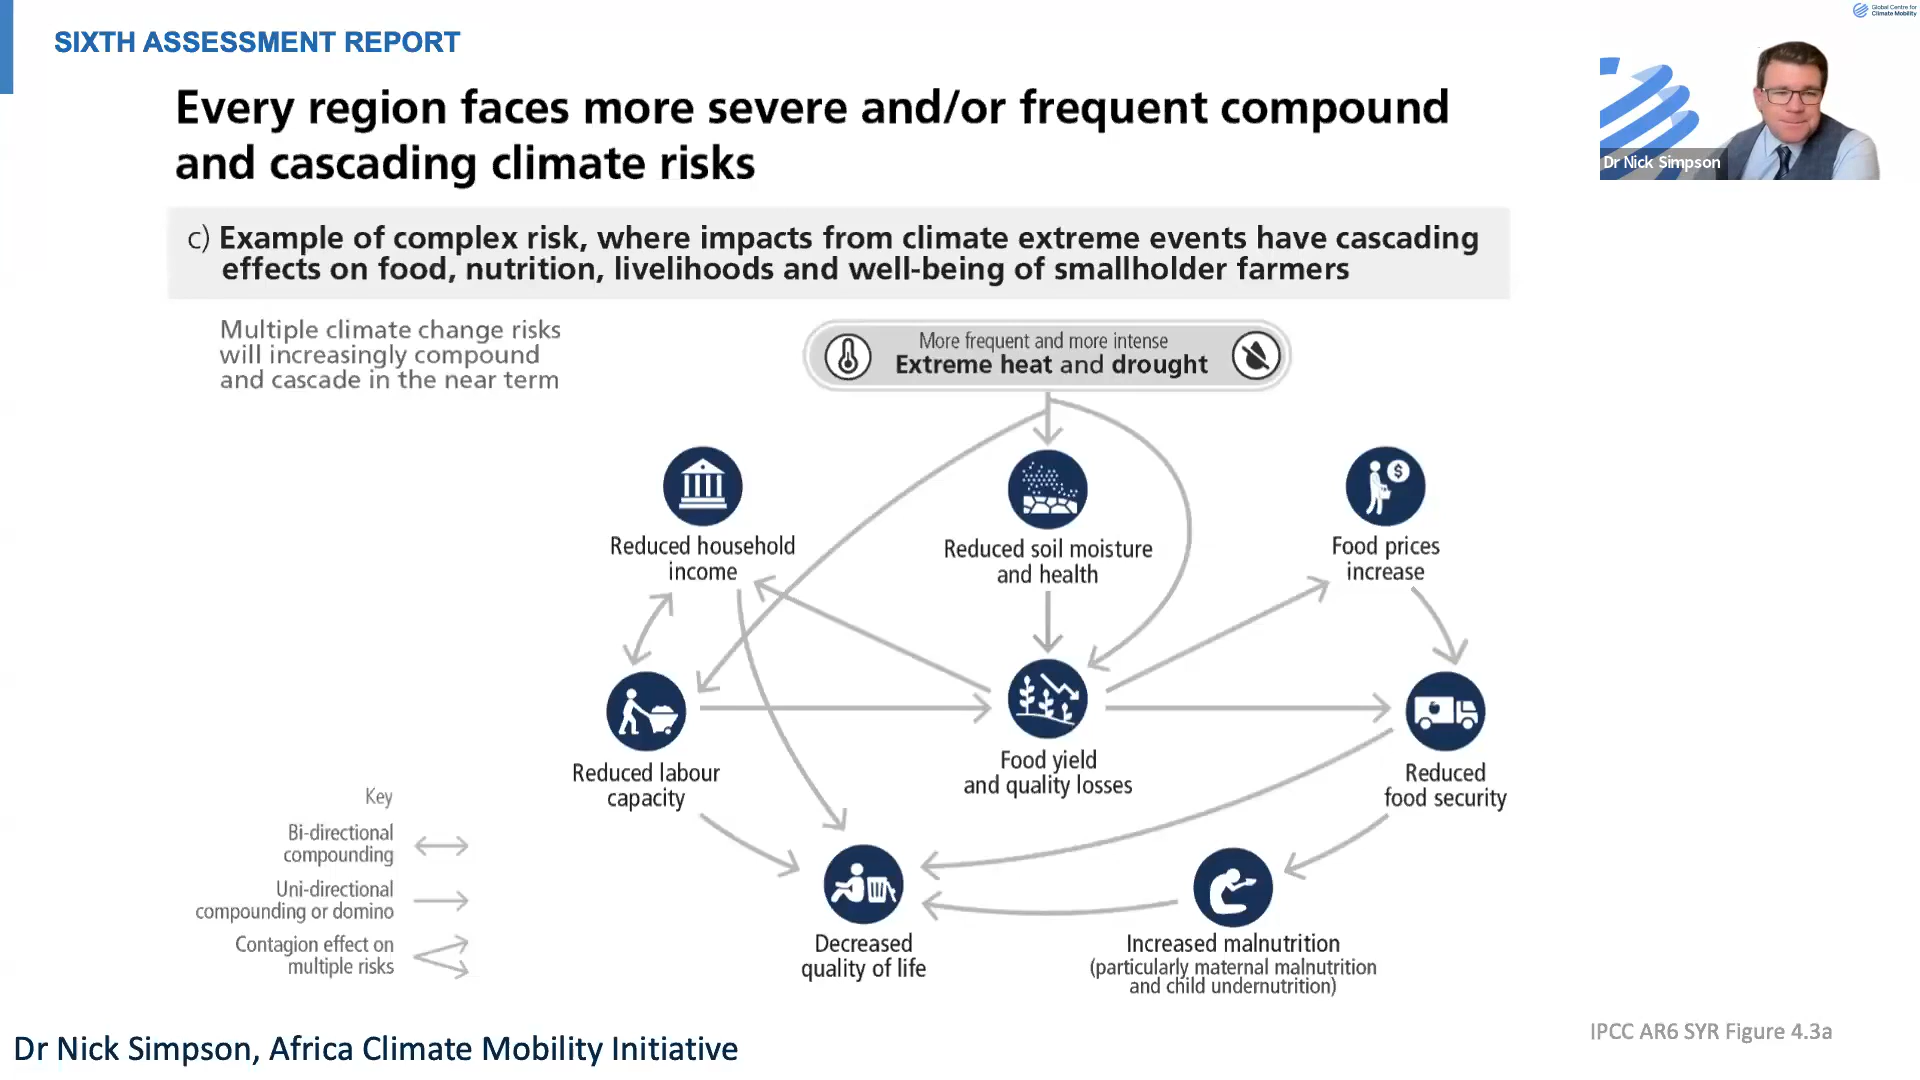 Global Centre for
Climate Mobility
SIXTH ASSESSMENT REPORT
Every region faces more severe and/or frequent compound
and cascading climate risks
Dr Nick Simpson
c) Example of complex risk, where impacts from climate extreme events have cascading
effects on food, nutrition, livelihoods and well-being of smallholder farmers
Multiple climate change risks
will increasingly compound
and cascade in the near term
More frequent and more intense
Extreme heat and drought
$
Reduced household
income
Reduced soil moisture
and health
Food prices
increase
Reduced labour
capacity
Food yield
and quality losses
Reduced
food security
Key
Bi-directional
compounding
Uni-directional
compounding or domino
Contagion effect on
multiple risks
Decreased
quality of life
Increased malnutrition
(particularly maternal malnutrition
and child undernutrition)
Dr Nick Simpson, Africa Climate Mobility Initiative
IPCC AR6 SYR Figure 4.3a